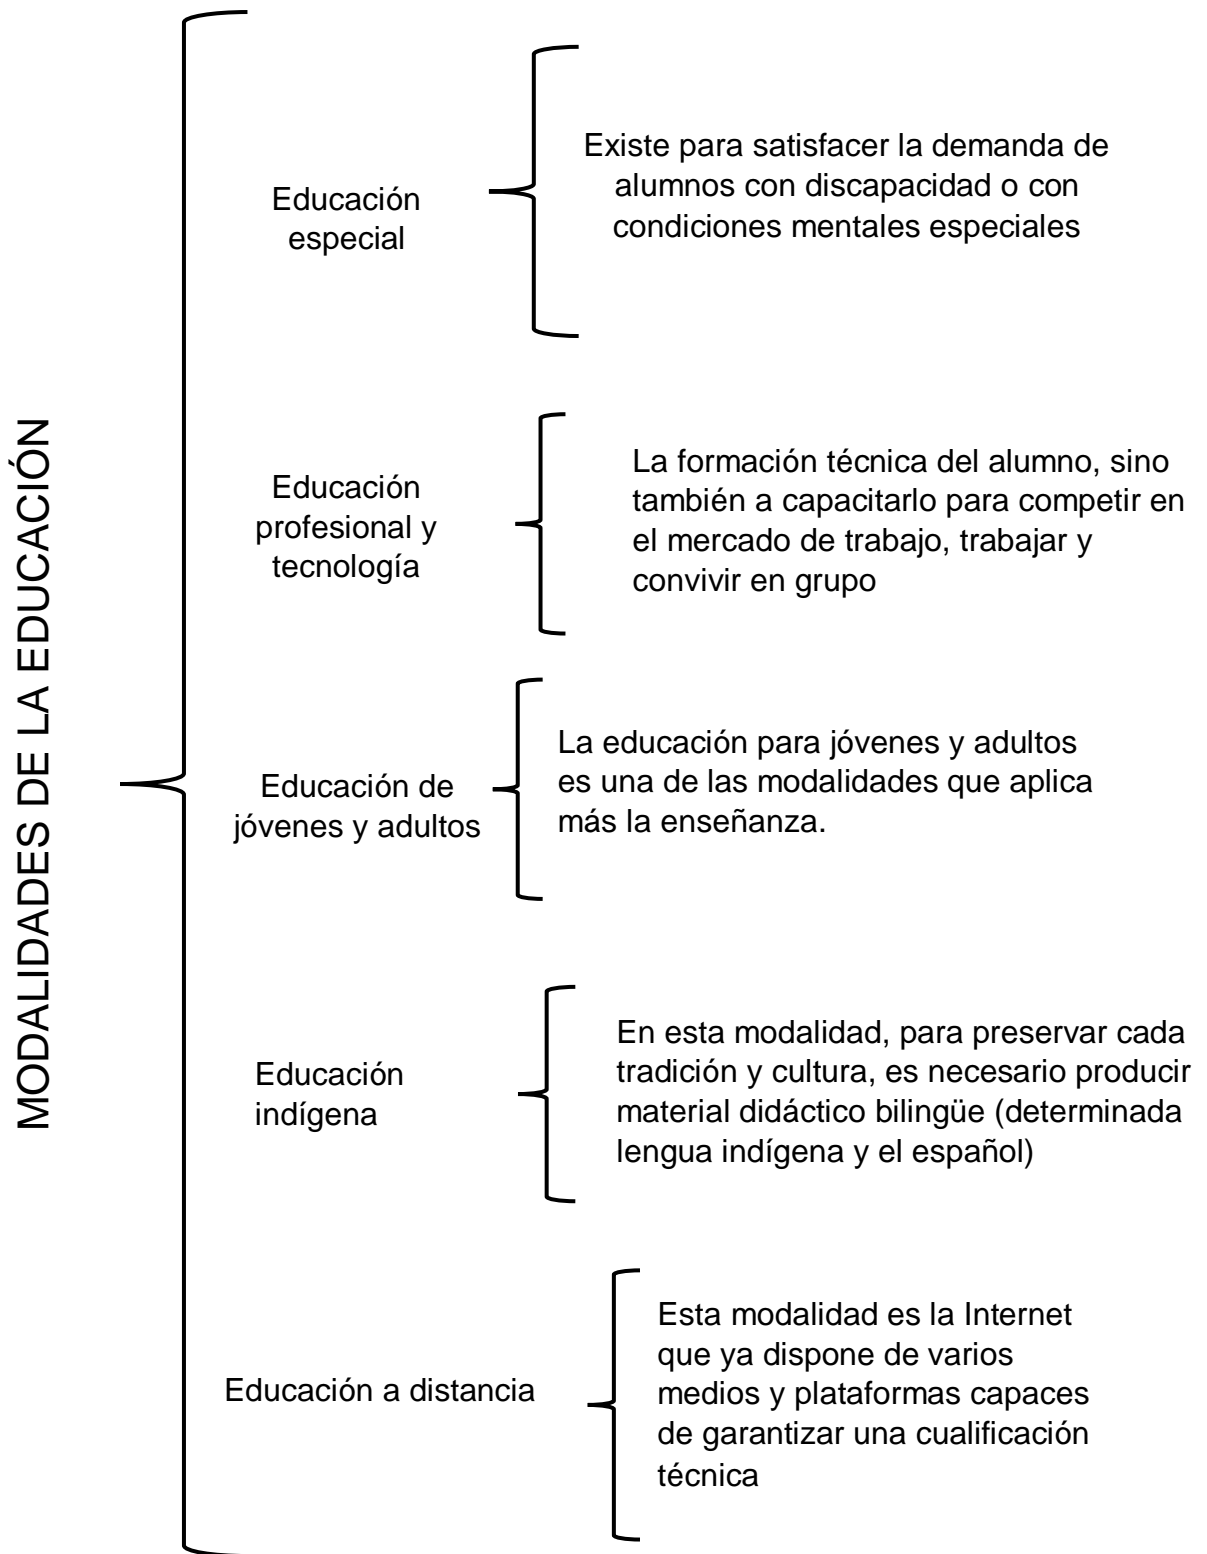 MODALIDADES DE LA EDUCACIÓN
Educación
especial
Existe para satisfacer la demanda de
alumnos con discapacidad o con
condiciones mentales especiales
Educación
profesional y
tecnología
La formación técnica del alumno, sino
también a capacitarlo para competir en
el mercado de trabajo, trabajar y
convivir en grupo
Educación de
jóvenes y adultos
La educación para jóvenes y adultos
es una de las modalidades que aplica
más la enseñanza.
Educación
indígena
En esta modalidad, para preservar cada
tradición y cultura, es necesario producir
material didáctico bilingüe (determinada
lengua indígena y el español)
Educación a distancia
Esta modalidad es la Internet
que ya dispone de varios
medios y plataformas capaces
de garantizar una cualificación
técnica